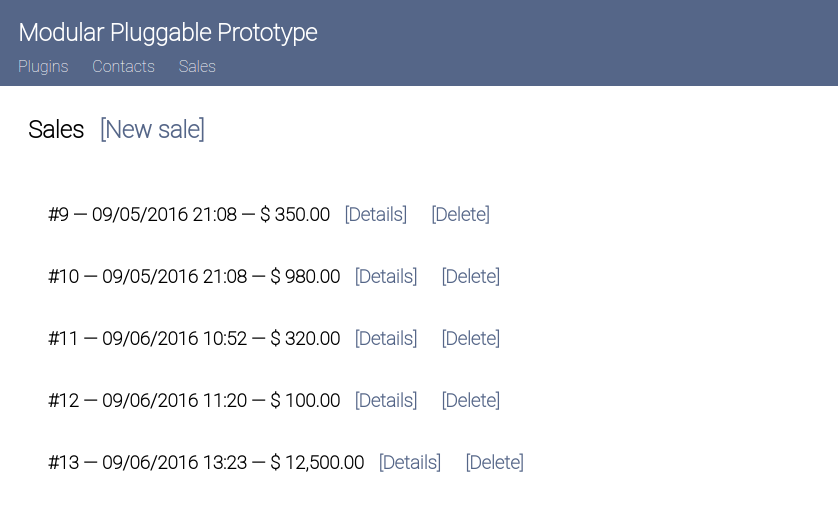 Modular Pluggable Prototype
Plugins Contacts Sales
Sales [New sale]
#9 — 09/05/2016 21:08 — $ 350.00 [Details] [Delete]
#10 — 09/05/2016 21:08 — $ 980.00 [Details] [Delete]
#11 — 09/06/2016 10:52 — $ 320.00 [Details] [Delete]
#12 — 09/06/2016 11:20 — $ 100.00 [Details] [Delete]
#13 — 09/06/2016 13:23 — $ 12,500.00 [Details] [Delete]